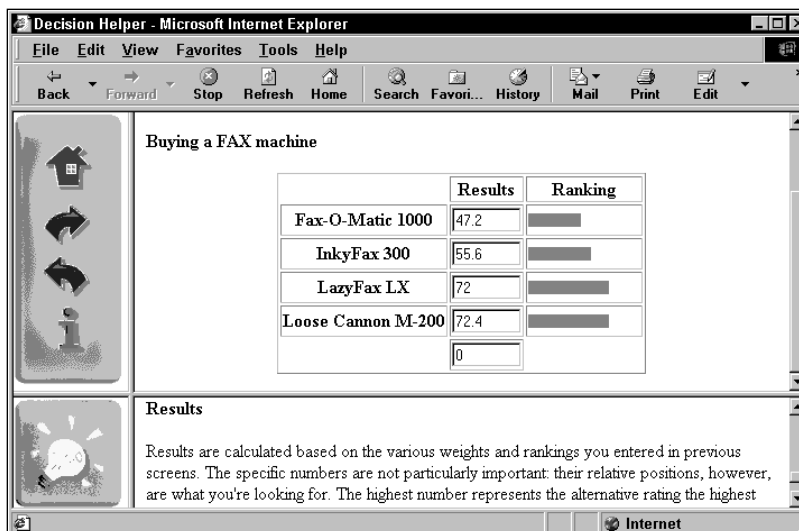 Decision Helper - Microsoft Internet Explorer
File Edit View Favorites Tools Help
Back Forward Stop Refresh Home Search Favori... History Mail Print Edit
Buying a FAX machine
Results Ranking
Fax-O-Matic 1000 47.2
InkyFax 300 55.6
LazyFax LX 72
Loose Cannon M-200 72.4
0
Results
Results are calculated based on the various weights and rankings you entered in previous
screens. The specific numbers are not particularly important: their relative positions, however,
are what you're looking for. The highest number represents the alternative rating the highest
Internet